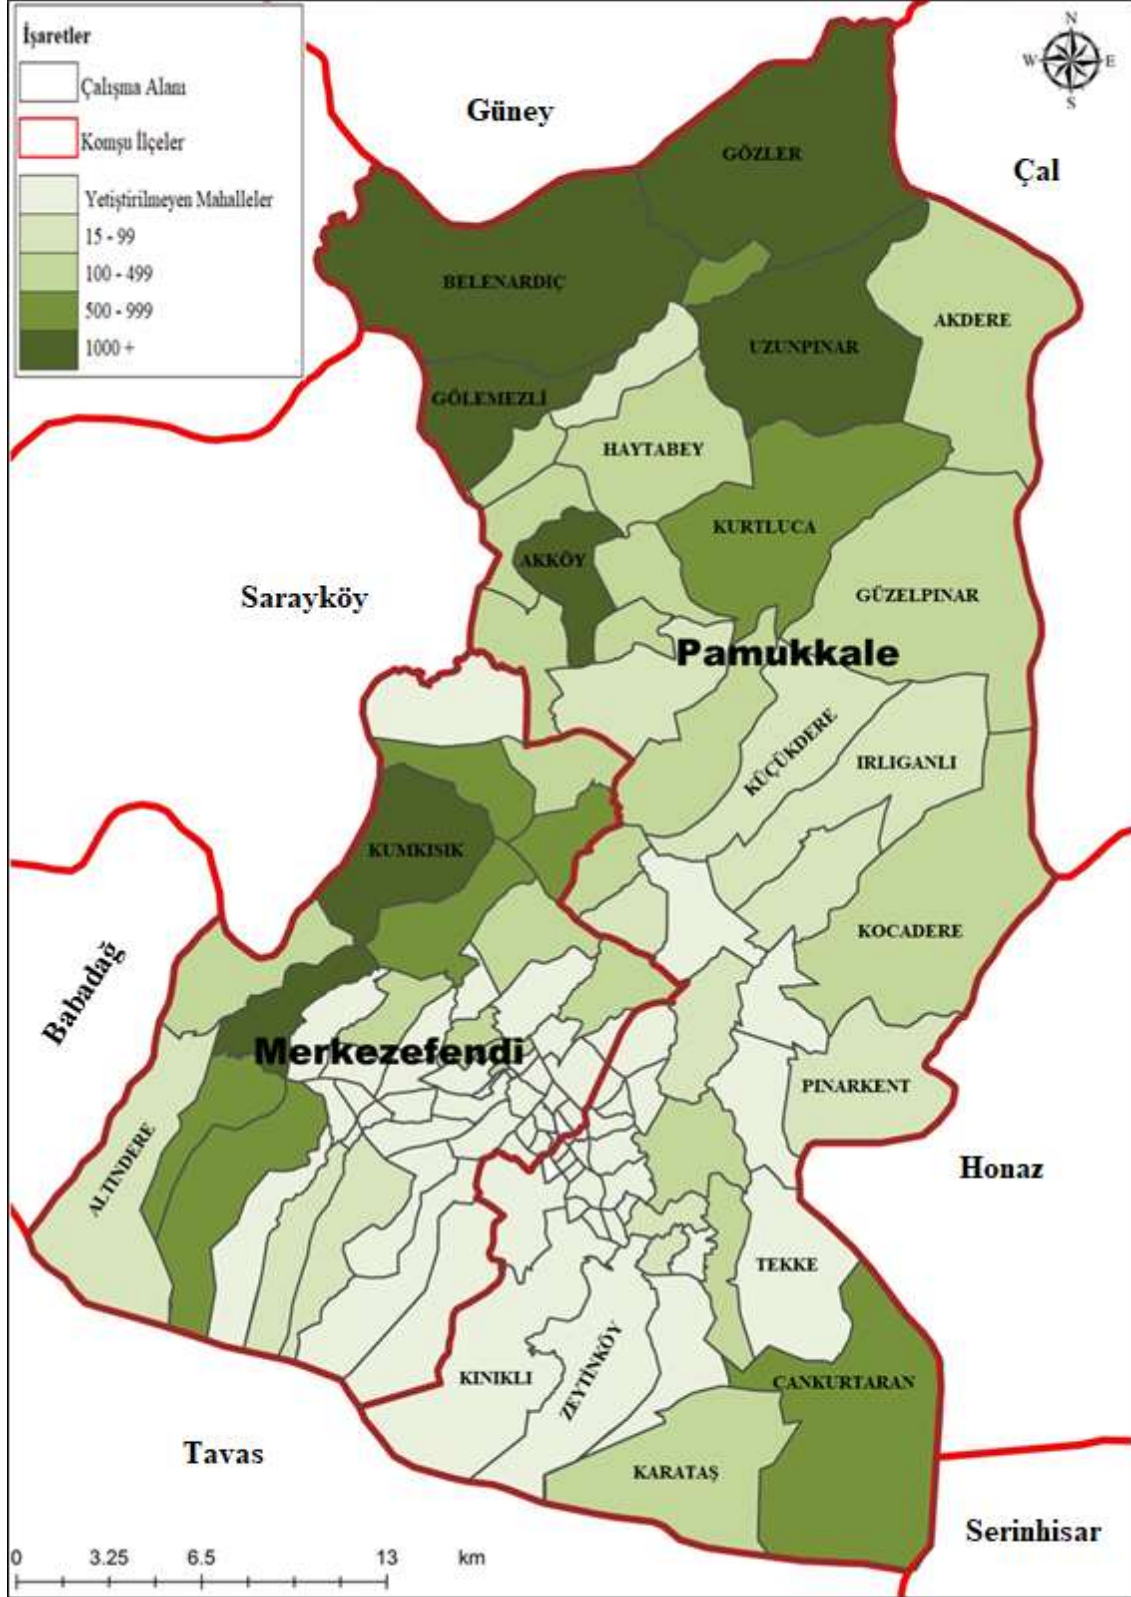 İşaretler
Çalışma Alanı
Komşu İlçeler
Yetiştirilmeyen Mahalleler
15 - 99
100 - 499
500 - 999
1000 +
N
W
E
S
Güney
Çal
GÖZLER
BELENARDIÇ
AKDERE
UZUNPINAR
GÖLEMEZLİ
HAYTABEY
KURTLUCA
AKKÖY
Sarayköy
GÜZELPINAR
Pamukkale
KÜÇÜKDERE
IRLIGANLI
KUMKISIK
KOCADERE
Babadağ
Merkezefendi
PINARKENT
ALTINDERE
Honaz
TEKKE
KINIKLI
ZEYTİNKÖY
CANKURTARAN
Tavas
KARATAŞ
Serinhisar
0 3.25 6.5 13 km